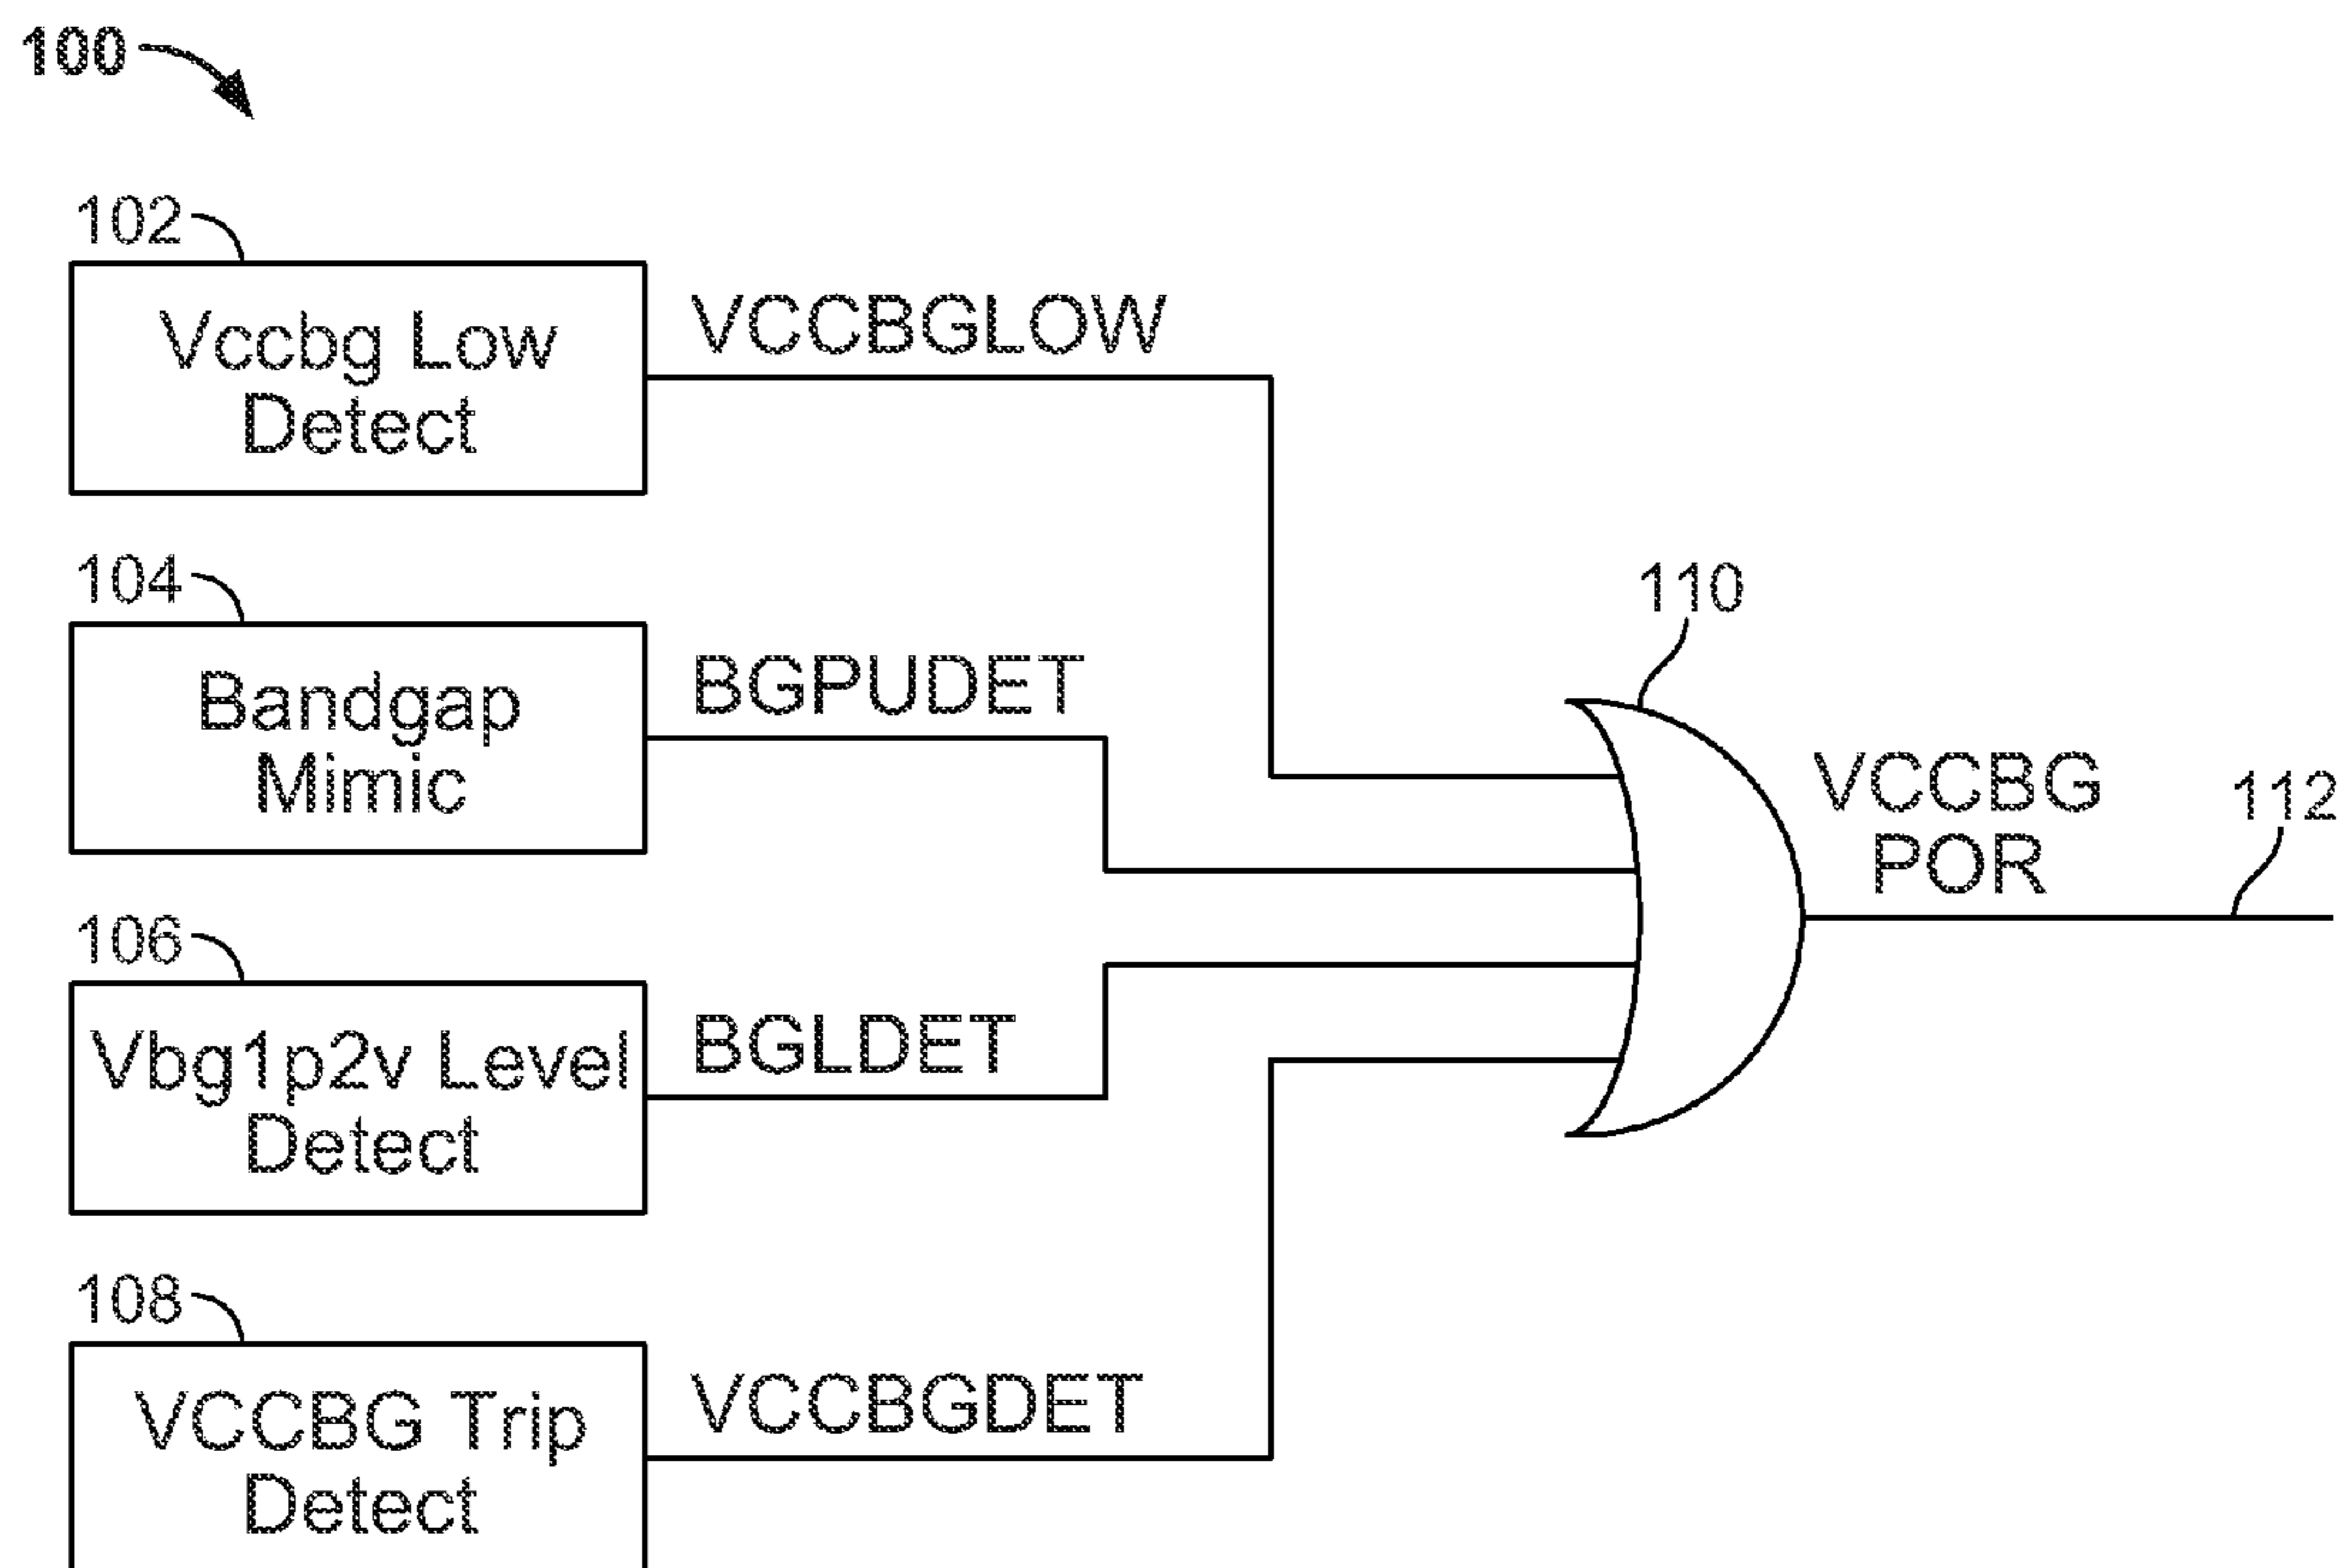 100
102
Vccbg Low
Detect
VCCBGLOW
104
Bandgap
Mimic
BGPUDET
106
Vbg1p2v Level
Detect
BGLDET
108
VCCBG Trip
Detect
VCCBGDET
110
VCCBG
POR
112